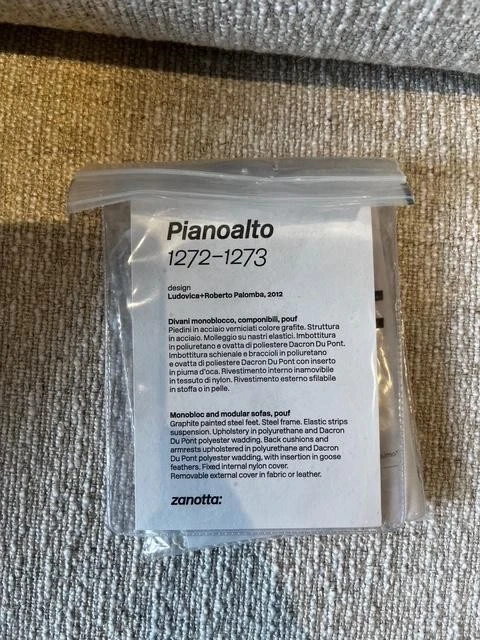 Pianoalto
1272–1273
design
Ludovica+Roberto Palomba, 2012
Divani monoblocco, componibili, pouf
Piedini in acciaio verniciati colore grafite. Struttura
in acciaio. Molleggio su nastri elastici. Imbottitura
in poliuretano e ovatta di poliestere Dacron Du Pont.
Imbottitura schienale e braccioli in poliuretano
e ovatta di poliestere Dacron Du Pont con inserto
in piuma d'oca. Rivestimento interno inamovibile
in tessuto di nylon. Rivestimento esterno sfilabile
in stoffa o in pelle.
Monobloc and modular sofas, pouf
Graphite painted steel feet. Steel frame. Elastic strips
suspension. Upholstery in polyurethane and Dacron
Du Pont polyester wadding. Back cushions and
armrests upholstered in polyurethane and Dacron
Du Pont polyester wadding, with insertion in goose
feathers. Fixed internal nylon cover.
Removable external cover in fabric or leather.
zanotta: